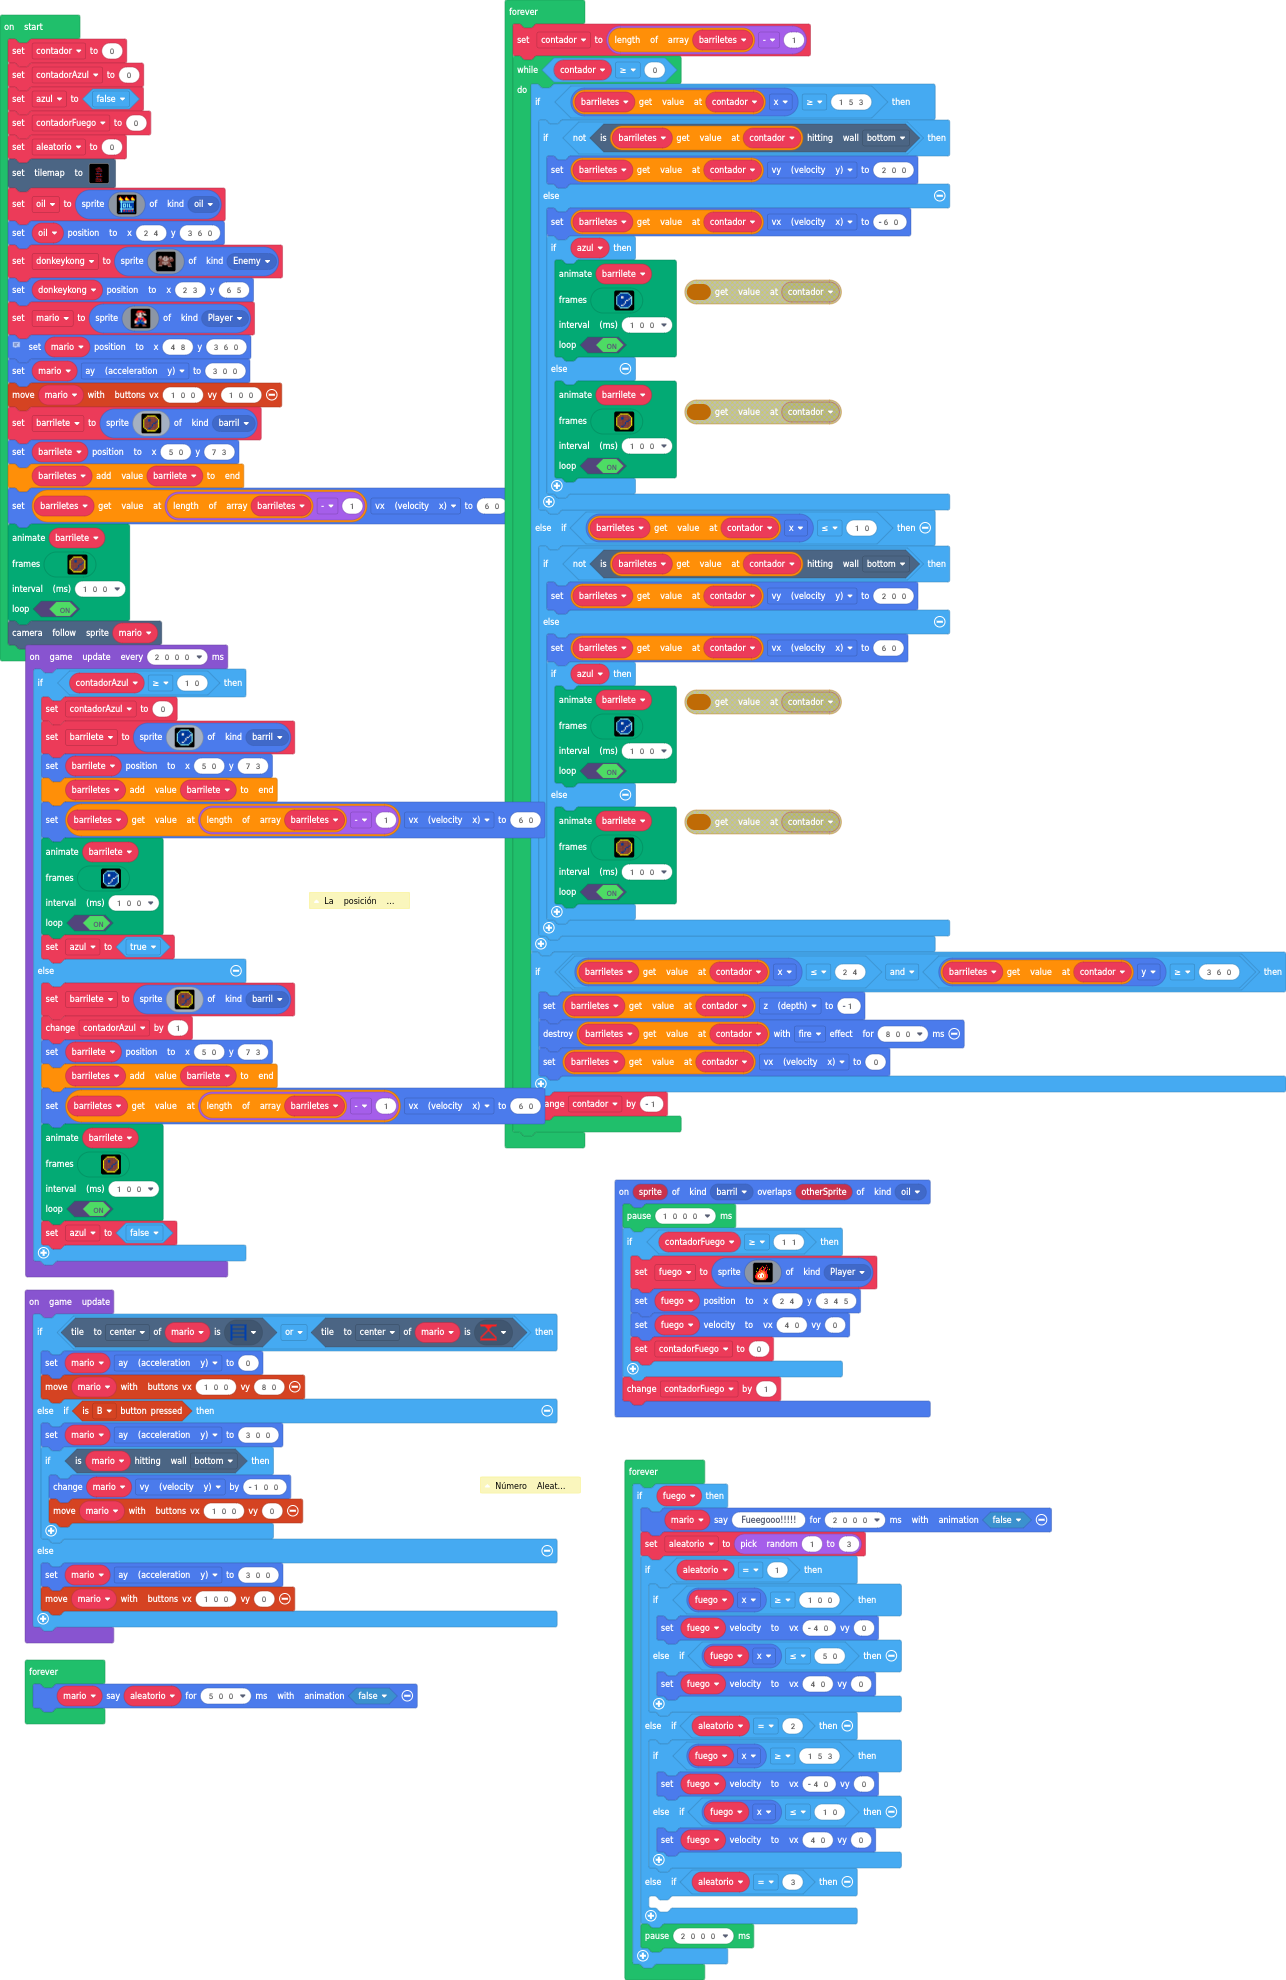 on start
set contador to 0
set contadorAzul to 0
set azul to false
set contadorFuego to 0
set aleatorio to 0
set tilemap to
set oil to sprite of kind oil
set oil position to x 24 y 360
set donkeykong to sprite of kind Enemy
set donkeykong position to x 23 y 65
set mario to sprite of kind Player
set mario position to x 48 y 360
set mario ay (acceleration y) to 300
move mario with buttons vx 100 vy 100
set barrilete to sprite of kind barril
set barrilete position to x 50 y 73
barriletes add value barrilete to end
set barriletes get value at length of array barriletes - 1 vx (velocity x) to 60
animate barrilete
frames
interval (ms) 100
loop ON
camera follow sprite mario
on game update every 2000 ms
if contadorAzul ≥ 10 then
set contadorAzul to 0
set barrilete to sprite of kind barril
set barrilete position to x 50 y 73
barriletes add value barrilete to end
set barriletes get value at length of array barriletes - 1 vx (velocity x) to 60
animate barrilete
frames
interval (ms) 100
loop ON
set azul to true
else
set barrilete to sprite of kind barril
change contadorAzul by 1
set barrilete position to x 50 y 73
barriletes add value barrilete to end
set barriletes get value at length of array barriletes - 1 vx (velocity x) to 60
animate barrilete
frames
interval (ms) 100
loop ON
set azul to false
La posición ...
on game update
if tile to center of mario is or tile to center of mario is then
set mario ay (acceleration y) to 0
move mario with buttons vx 100 vy 80
else if is B button pressed then
set mario ay (acceleration y) to 300
if is mario hitting wall bottom then
change mario vy (velocity y) by -100
move mario with buttons vx 100 vy 0
else
set mario ay (acceleration y) to 300
move mario with buttons vx 100 vy 0
Número Aleat...
forever
mario say aleatorio for 500 ms with animation false
forever
set contador to length of array barriletes - 1
while contador ≥ 0
do
if barriletes get value at contador x ≥ 153 then
if not is barriletes get value at contador hitting wall bottom then
set barriletes get value at contador vy (velocity y) to 200
else
set barriletes get value at contador vx (velocity x) to -60
if azul then
animate barrilete
get value at contador
frames
interval (ms) 100
loop ON
else
animate barrilete
get value at contador
frames
interval (ms) 100
loop ON
else if barriletes get value at contador x ≤ 10 then
if not is barriletes get value at contador hitting wall bottom then
set barriletes get value at contador vy (velocity y) to 200
else
set barriletes get value at contador vx (velocity x) to 60
if azul then
animate barrilete
get value at contador
frames
interval (ms) 100
loop ON
else
animate barrilete
get value at contador
frames
interval (ms) 100
loop ON
if barriletes get value at contador x ≤ 24 and barriletes get value at contador y ≥ 360 then
set barriletes get value at contador z (depth) to -1
destroy barriletes get value at contador with fire effect for 800 ms
set barriletes get value at contador vx (velocity x) to 0
ange contador by -1
on sprite of kind barril overlaps otherSprite of kind oil
pause 1000 ms
if contadorFuego ≥ 11 then
set fuego to sprite of kind Player
set fuego position to x 24 y 345
set fuego velocity to vx 40 vy 0
set contadorFuego to 0
change contadorFuego by 1
forever
if fuego then
mario say Fueegooo!!!!! for 2000 ms with animation false
set aleatorio to pick random 1 to 3
if aleatorio = 1 then
if fuego x ≥ 100 then
set fuego velocity to vx -40 vy 0
else if fuego x ≤ 50 then
set fuego velocity to vx 40 vy 0
else if aleatorio = 2 then
if fuego x ≥ 153 then
set fuego velocity to vx -40 vy 0
else if fuego x ≤ 10 then
set fuego velocity to vx 40 vy 0
else if aleatorio = 3 then
pause 2000 ms